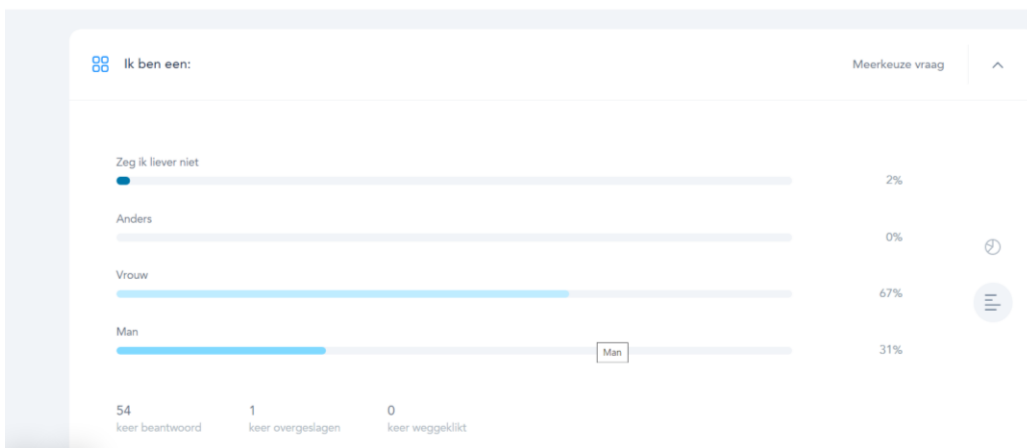 Ik ben een:
Meerkeuze vraag
Zeg ik liever niet
2%
Anders
0%
Vrouw
67%
Man
31%
Man
54
1
0
keer beantwoord
keer overgeslagen
keer weggeklikt